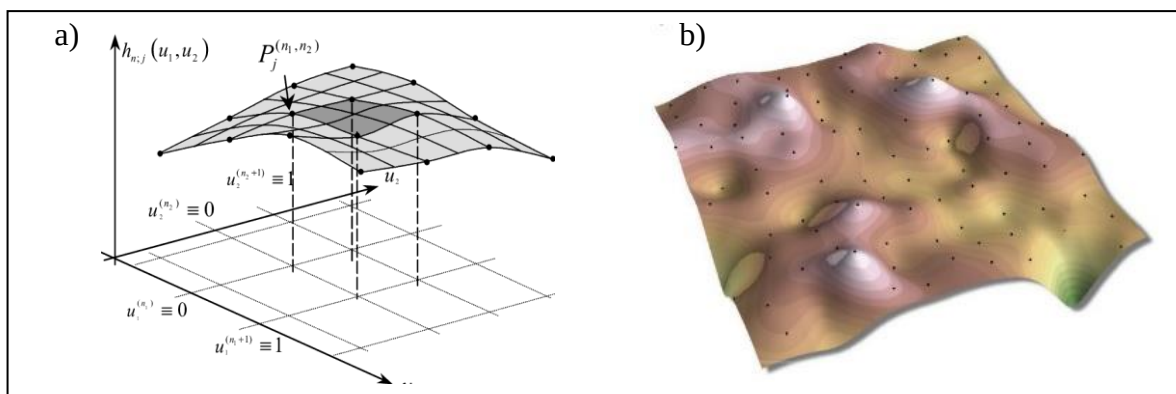 a)
b)
h_{n;j}(u_1,u_2)
P_j^{(n_1,n_2)}
u_2^{(n_2+1)} ≡ 1
u_2
u_2^{(n_2)} ≡ 0
u_1^{(n_1)} ≡ 0
u_1^{(n_1+1)} ≡ 1